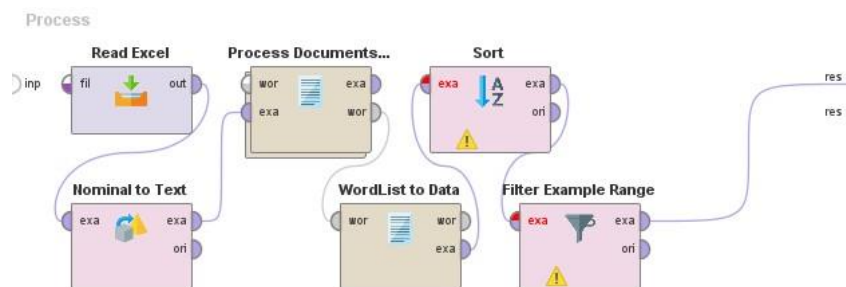 Process
Read Excel
Process Documents...
Sort
inp
fil
out
wor
exa
exa
wor
exa
exa
ori
res
res
Nominal to Text
WordList to Data
Filter Example Range
exa
exa
ori
wor
wor
exa
exa
exa
ori